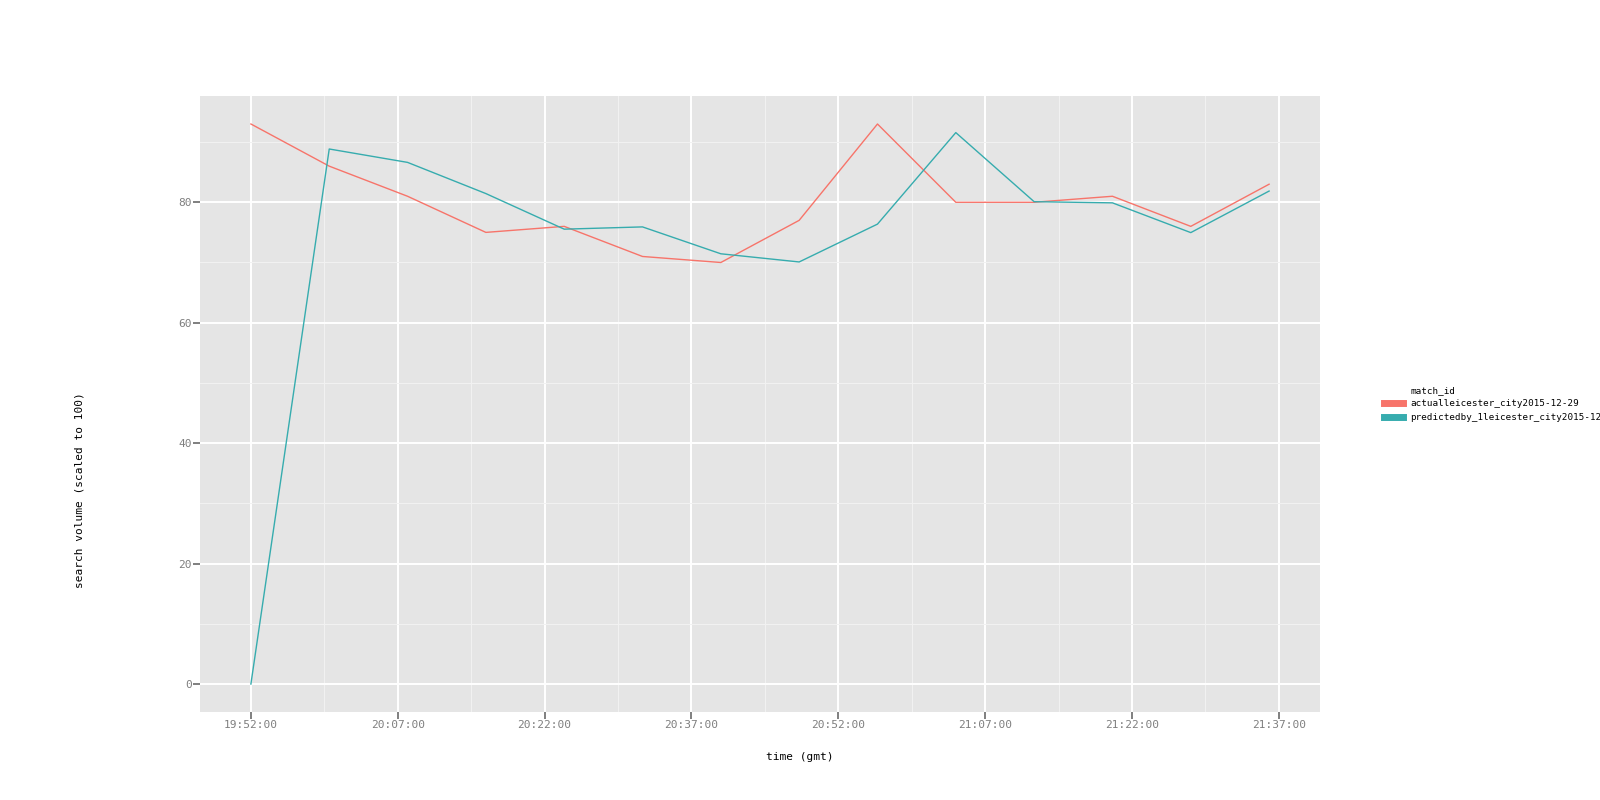 search volume (scaled to 100)
80
60
40
20
0
19:52:00 20:07:00 20:22:00 20:37:00 20:52:00 21:07:00 21:22:00 21:37:00
time (gmt)
match_id
actualleicester_city2015-12-29
predictedby_1leicester_city2015-12